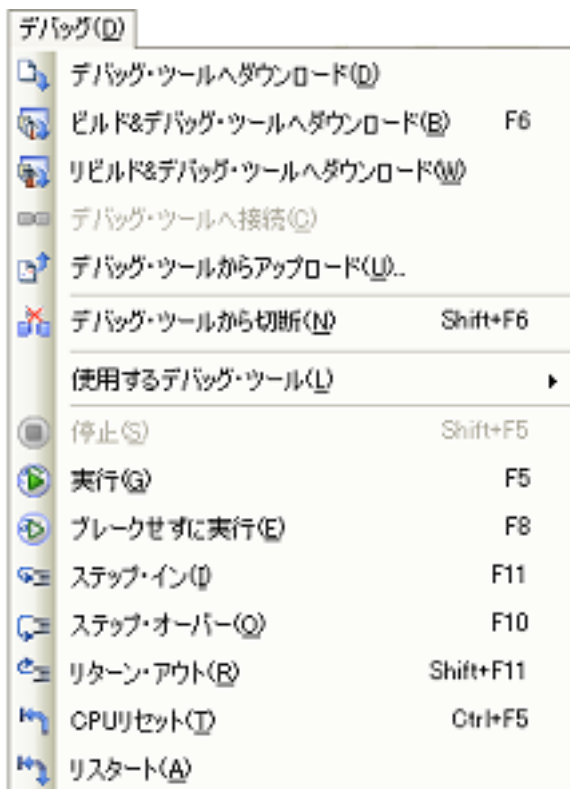 デバッグ(D)
デバッグ・ツールへダウンロード(D)
ビルド&デバッグ・ツールへダウンロード(B) F6
リビルド&デバッグ・ツールへダウンロード(W)
デバッグ・ツールへ接続(C)
デバッグ・ツールからアップロード(U)...
デバッグ・ツールから切断(N) Shift+F6
使用するデバッグ・ツール(L)
停止(S) Shift+F5
実行(G) F5
ブレークせずに実行(E) F8
ステップ・イン(I) F11
ステップ・オーバー(O) F10
リターン・アウト(R) Shift+F11
CPUリセット(T) Ctrl+F5
リスタート(A)